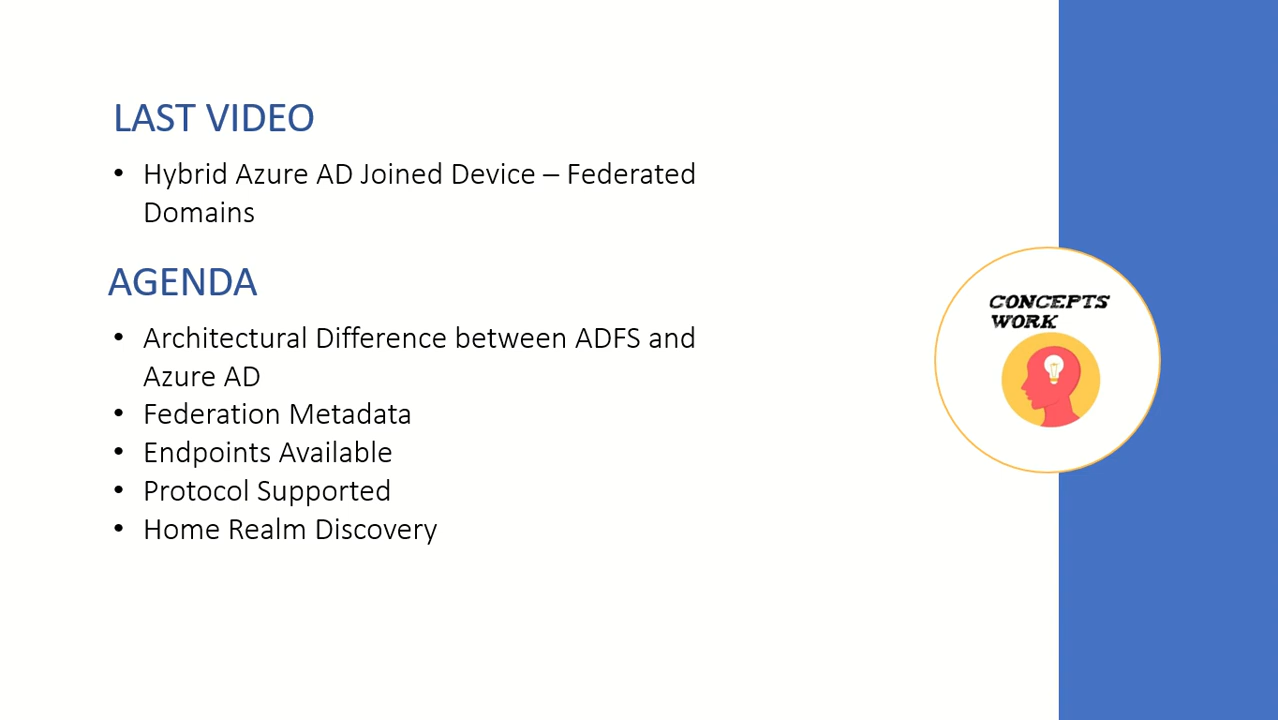 LAST VIDEO
• Hybrid Azure AD Joined Device – Federated
Domains
AGENDA
• Architectural Difference between ADFS and
Azure AD
• Federation Metadata
• Endpoints Available
• Protocol Supported
• Home Realm Discovery
CONCEPTS
WORK